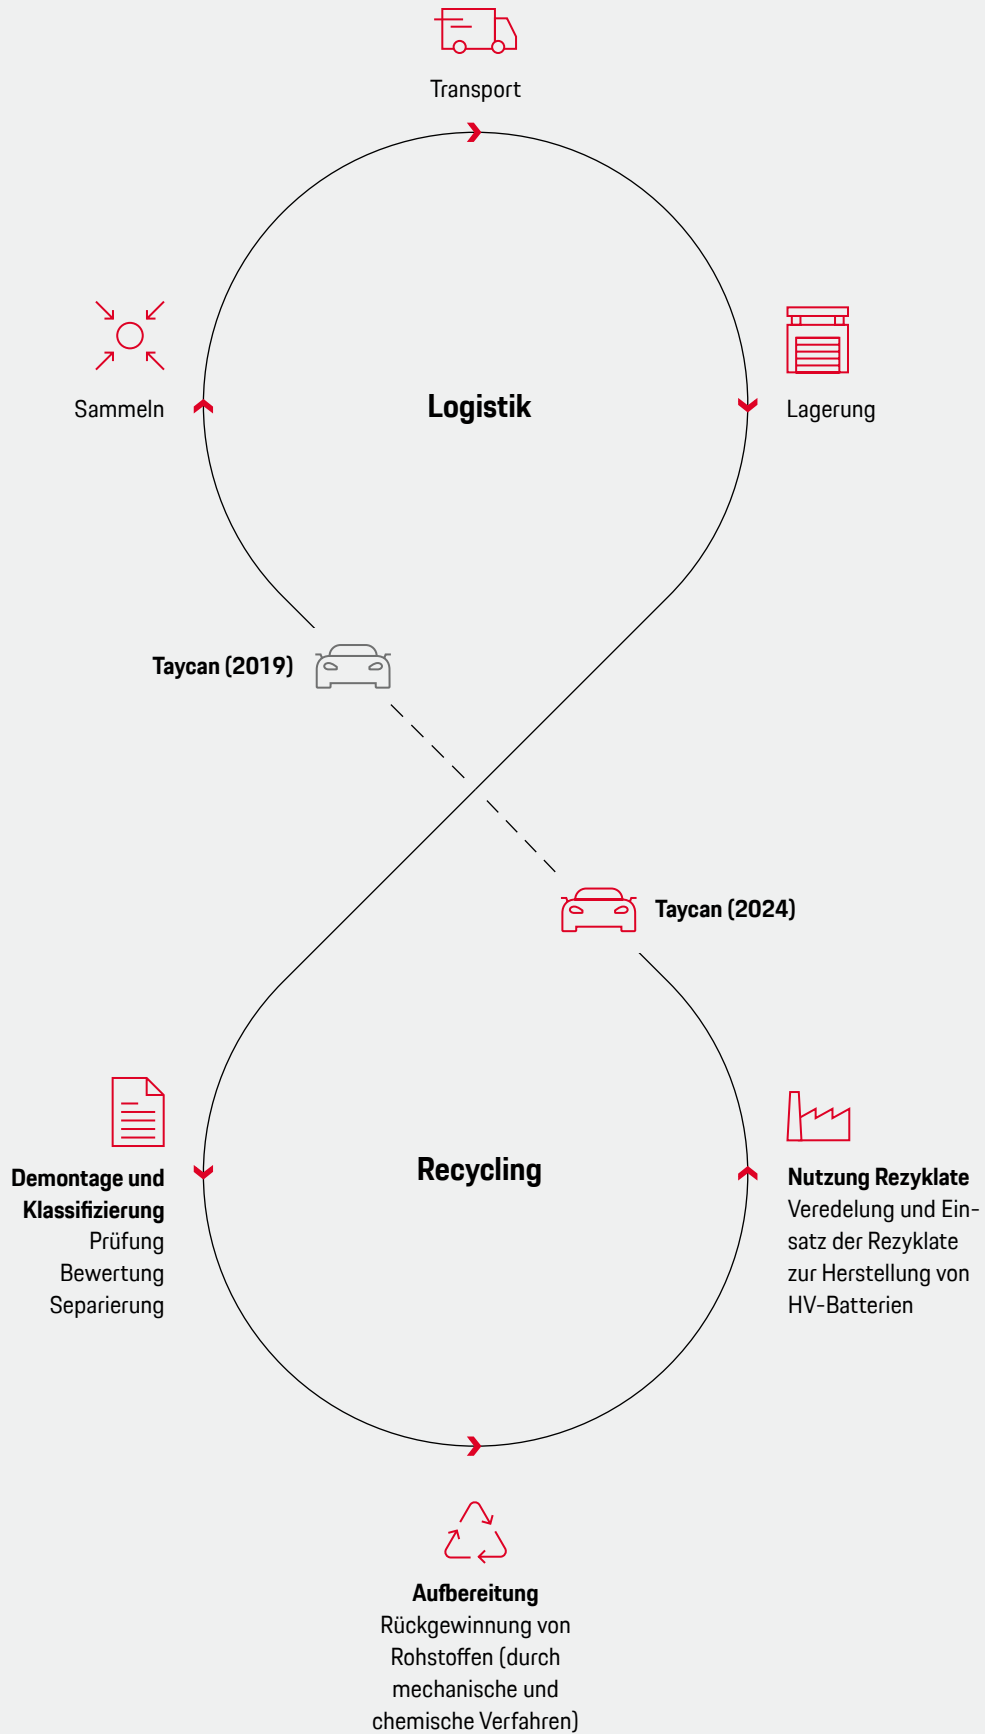 Transport
Sammeln
Logistik
Lagerung
Taycan (2019)
Taycan (2024)
Demontage und
Klassifizierung
Prüfung
Bewertung
Separierung
Recycling
Nutzung Rezyklate
Veredelung und Ein-
satz der Rezyklate
zur Herstellung von
HV-Batterien
Aufbereitung
Rückgewinnung von
Rohstoffen (durch
mechanische und
chemische Verfahren)